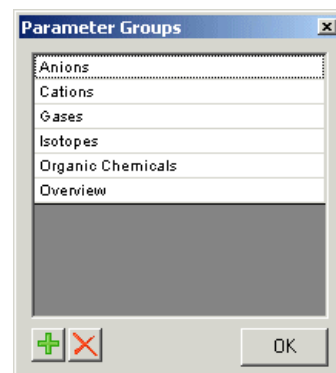 Parameter Groups
Anions
Cations
Gases
Isotopes
Organic Chemicals
Overview
OK